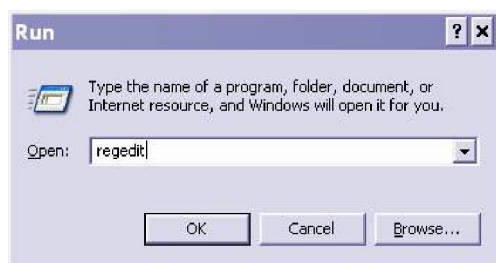 Run
Type the name of a program, folder, document, or
Internet resource, and Windows will open it for you.
Open: regedit
OK Cancel Browse...